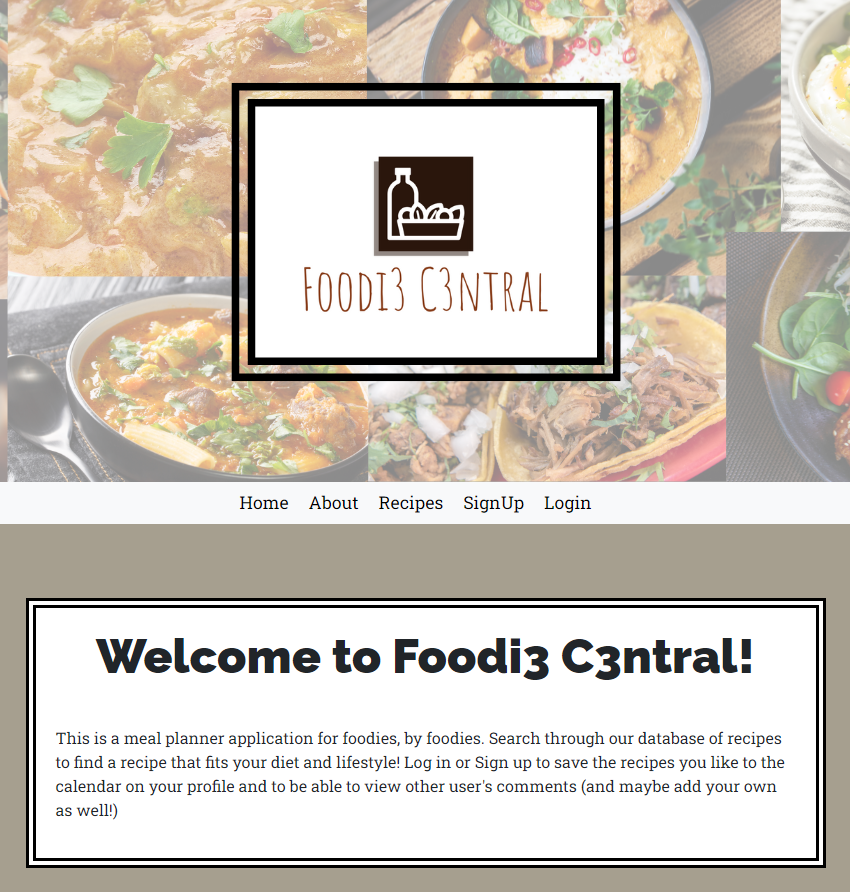 Foodi3 C3ntral
Home About Recipes SignUp Login
Welcome to Foodi3 C3ntral!
This is a meal planner application for foodies, by foodies. Search through our database of recipes
to find a recipe that fits your diet and lifestyle! Log in or Sign up to save the recipes you like to the
calendar on your profile and to be able to view other user's comments (and maybe add your own
as well!)